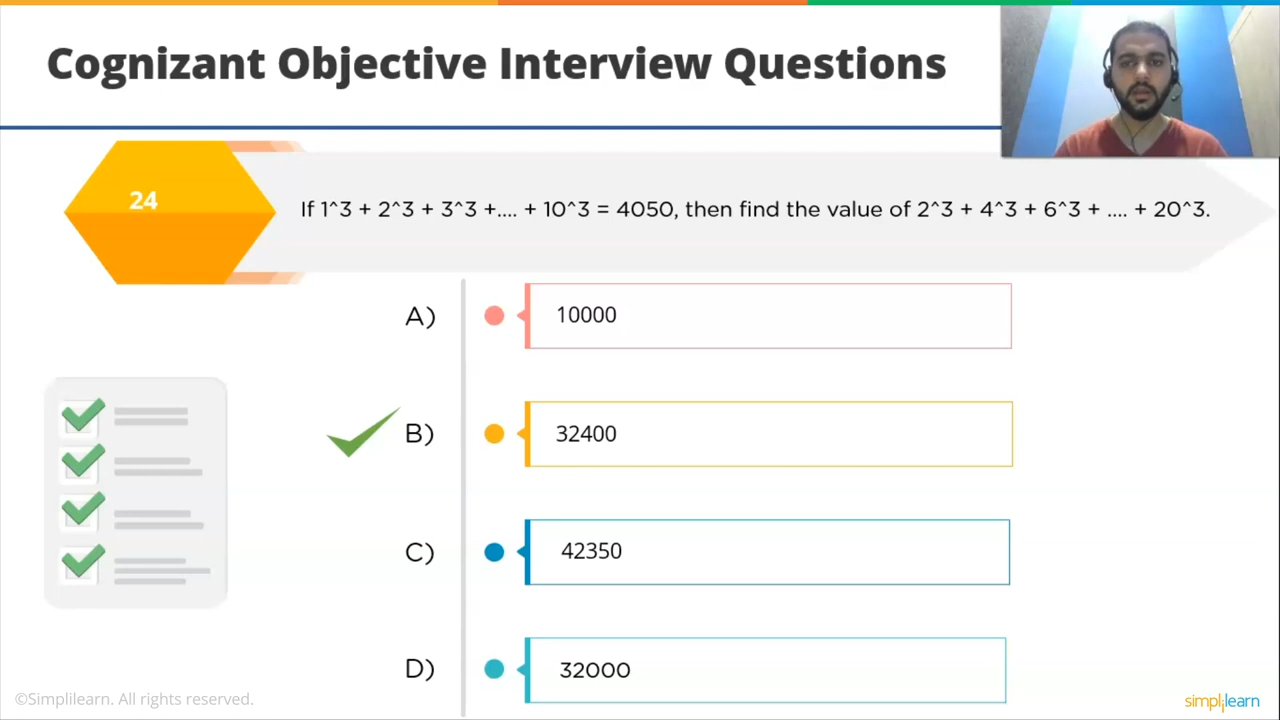 Cognizant Objective Interview Questions
24
If 1^3 + 2^3 + 3^3 +.... + 10^3 = 4050, then find the value of 2^3 + 4^3 + 6^3 + .... + 20^3.
A)
10000
B)
32400
C)
42350
D)
32000
©Simplilearn. All rights reserved.
simplilearn